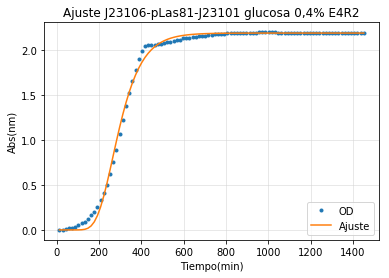 Ajuste J23106-pLas81-J23101 glucosa 0,4% E4R2
Abs(nm)
2.0
1.5
1.0
0.5
0.0
0 200 400 600 800 1000 1200 1400
Tiempo(min)
OD
Ajuste